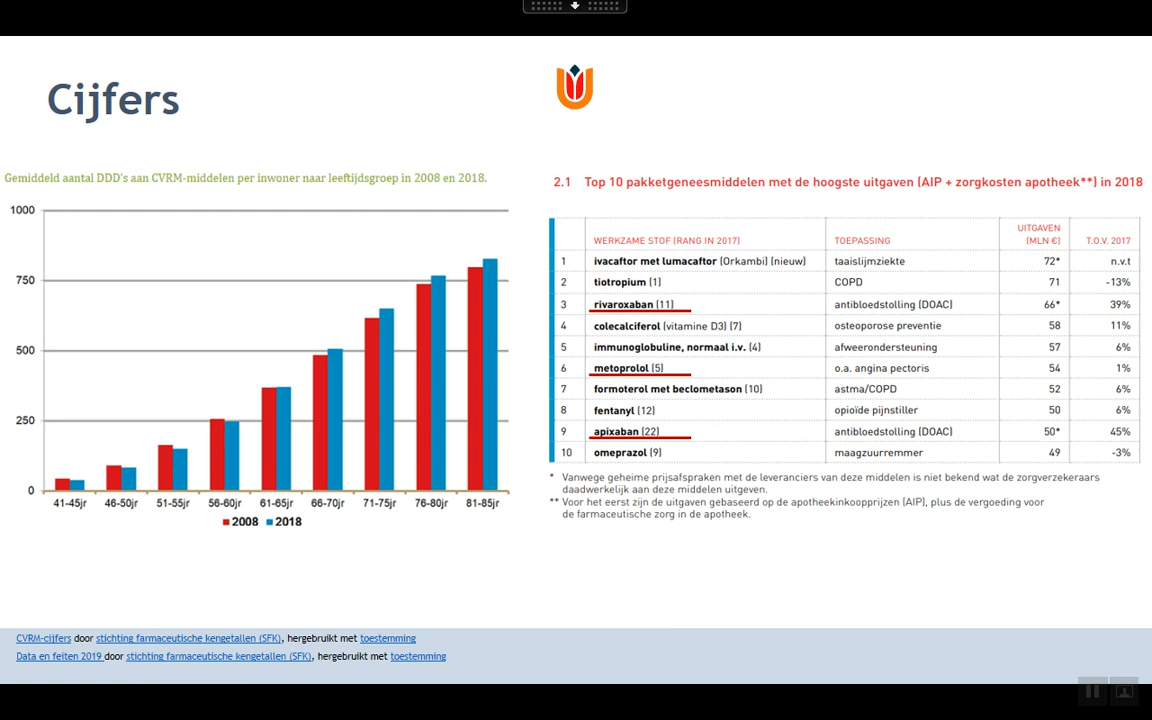 Cijfers
Gemiddeld aantal DDD's aan CVRM-middelen per inwoner naar leeftijdsgroep in 2008 en 2018.
1000
750
500
250
0
41-45jr 46-50jr 51-55jr 56-60jr 61-65jr 66-70jr 71-75jr 76-80jr 81-85jr
2008 2018
2.1 Top 10 pakketgeneesmiddelen met de hoogste uitgaven (AIP + zorgkosten apotheek**) in 2018
WERKZAME STOF (RANG IN 2017) TOEPASSING UITGAVEN (MLN €) T.O.V. 2017
1 ivacaftor met lumacaftor (Orkambi) (nieuw) taaislijmziekte 72* n.v.t
2 tiotropium (1) COPD 71 -13%
3 rivaroxaban (11) antibloedstolling (DOAC) 66* 39%
4 colecalciferol (vitamine D3) (7) osteoporose preventie 58 11%
5 immunoglobuline, normaal i.v. (4) afweerondersteuning 57 6%
6 metoprolol (5) o.a. angina pectoris 54 1%
7 formoterol met beclometason (10) astma/COPD 52 6%
8 fentanyl (12) opioïde pijnstiller 50 6%
9 apixaban (22) antibloedstolling (DOAC) 50* 45%
10 omeprazol (9) maagzuurremmer 49 -3%
* Vanwege geheime prijsafspraken met de leveranciers van deze middelen is niet bekend wat de zorgverzekeraars
daadwerkelijk aan deze middelen uitgeven.
** Voor het eerst zijn de uitgaven gebaseerd op de apotheekinkoopprijzen (AIP), plus de vergoeding voor
de farmaceutische zorg in de apotheek.
CVRM-cijfers door stichting farmaceutische kengetallen (SFK), hergebruikt met toestemming
Data en feiten 2019 door stichting farmaceutische kengetallen (SFK), hergebruikt met toestemming